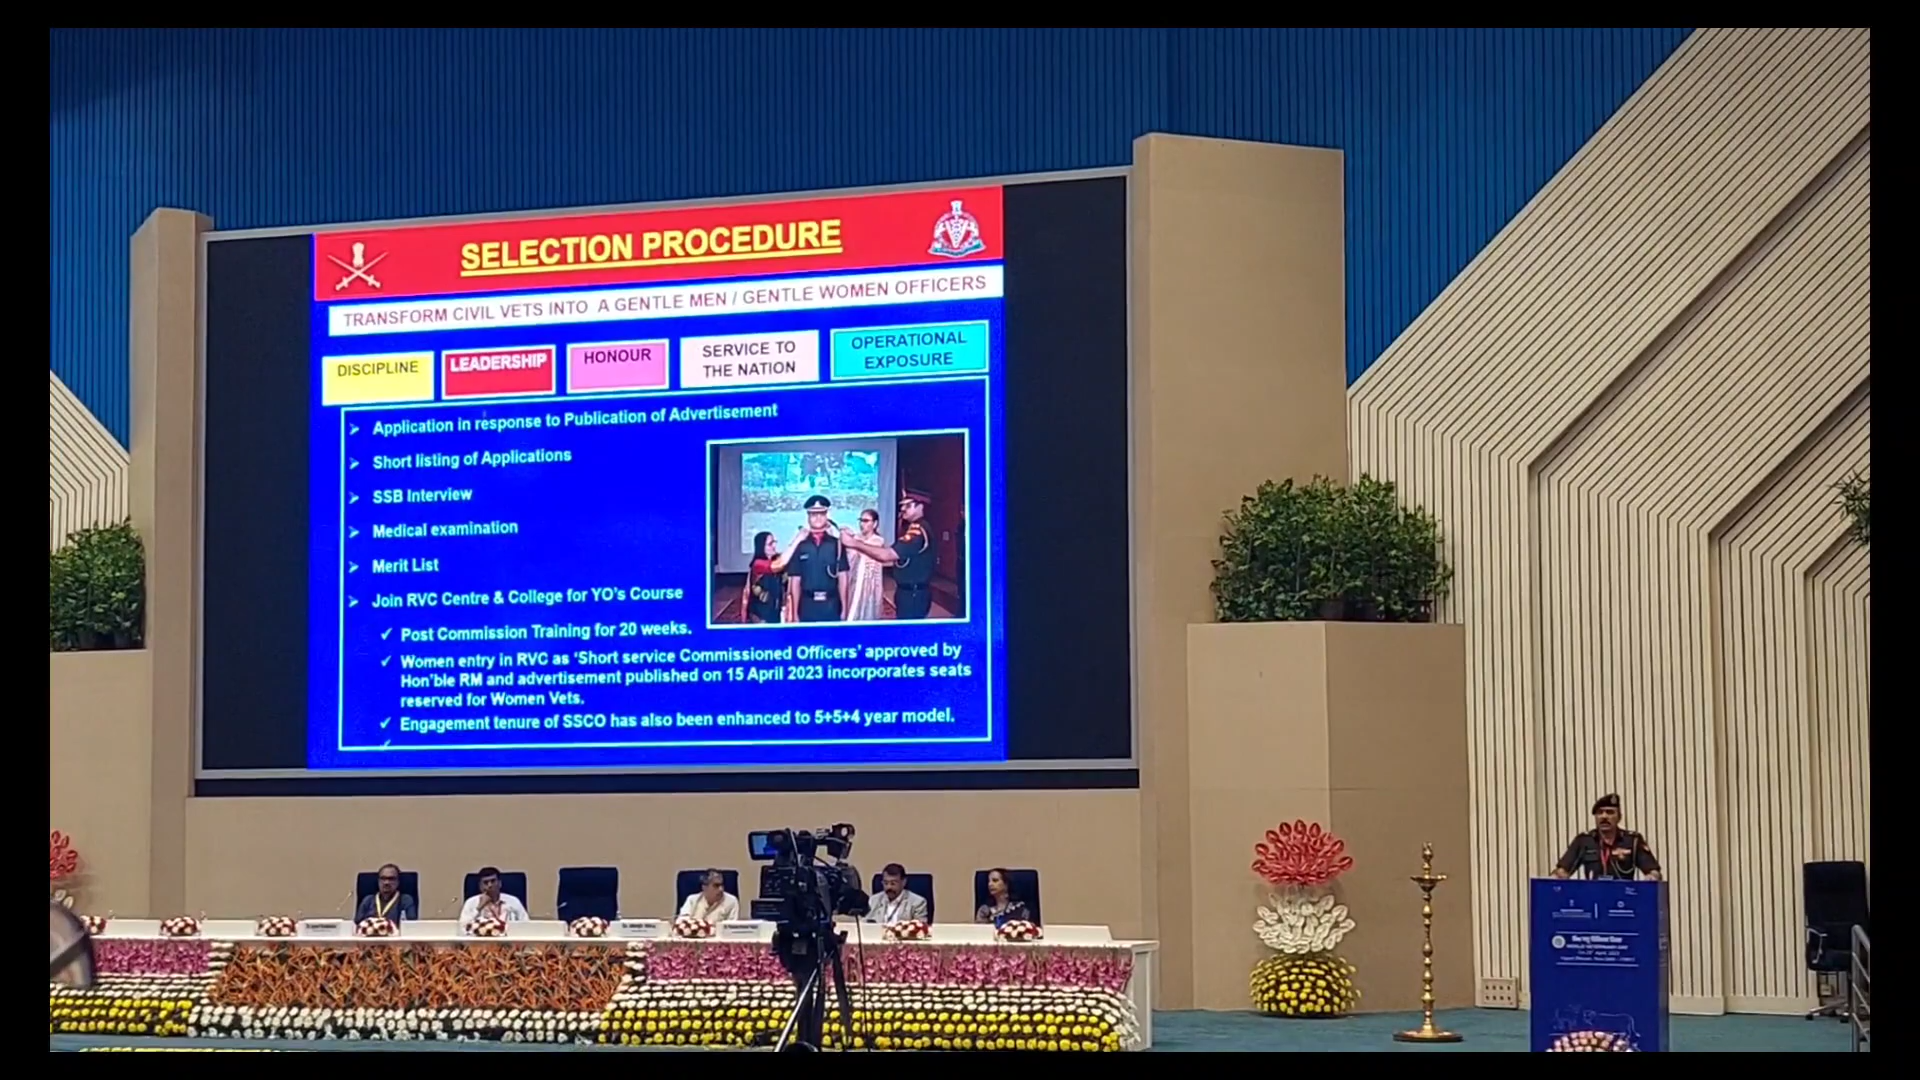 SELECTION PROCEDURE
TRANSFORM CIVIL VETS INTO A GENTLE MEN / GENTLE WOMEN OFFICERS
DISCIPLINE
LEADERSHIP
HONOUR
SERVICE TO
THE NATION
OPERATIONAL
EXPOSURE
➢ Application in response to Publication of Advertisement
➢ Short listing of Applications
➢ SSB Interview
➢ Medical examination
➢ Merit List
➢ Join RVC Centre & College for YO's Course
✓ Post Commission Training for 20 weeks.
✓ Women entry in RVC as 'Short service Commissioned Officers' approved by
Hon'ble RM and advertisement published on 15 April 2023 incorporates seats
reserved for Women Vets.
✓ Engagement tenure of SSCO has also been enhanced to 5+5+4 year model.
✓
WORLD VETERINARY DAY